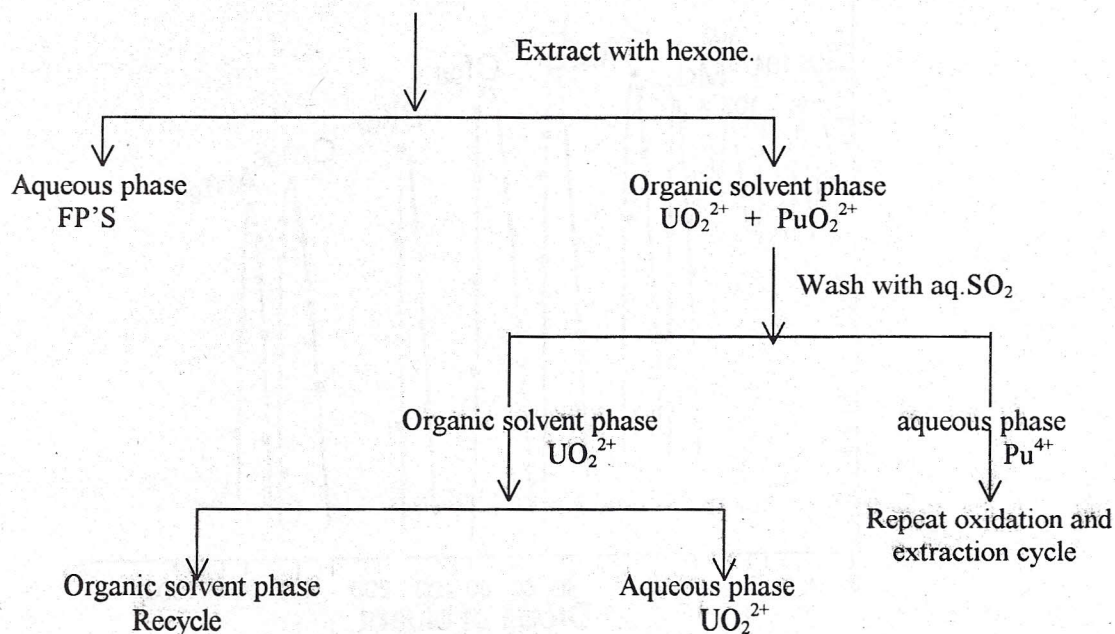 Extract with hexone.
Aqueous phase
FP'S
Organic solvent phase
UO₂²⁺ + PuO₂²⁺
Wash with aq.SO₂
Organic solvent phase
UO₂²⁺
aqueous phase
Pu⁴⁺
Repeat oxidation and
extraction cycle
Organic solvent phase
Recycle
Aqueous phase
UO₂²⁺